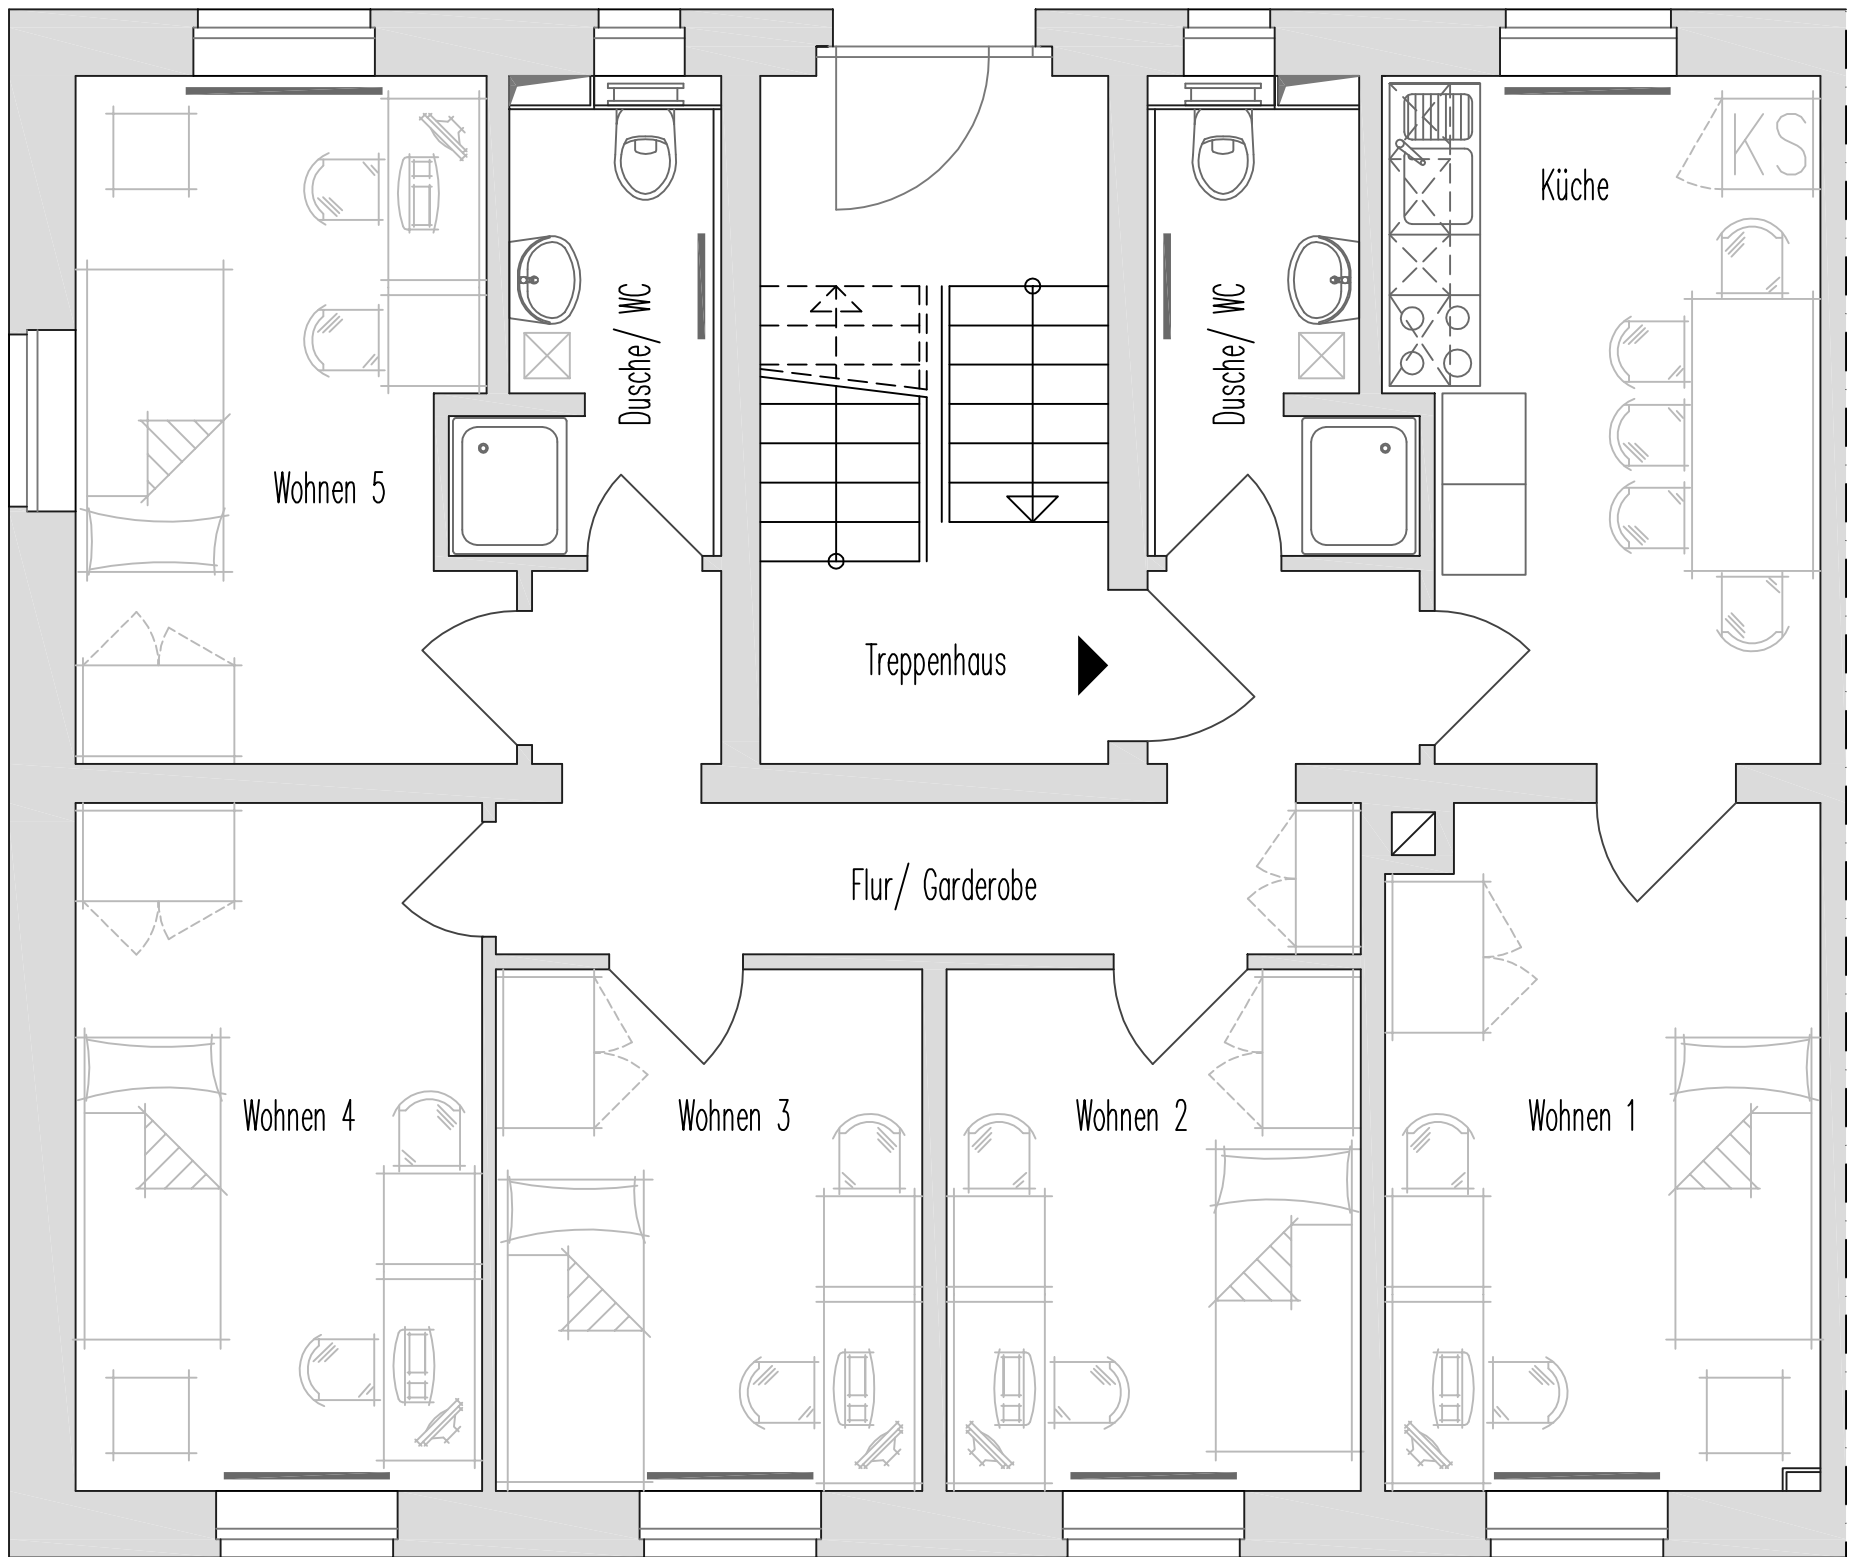 KS
Küche
Dusche/ WC
Dusche/ WC
Wohnen 5
Treppenhaus
Flur/ Garderobe
Wohnen 4
Wohnen 3
Wohnen 2
Wohnen 1